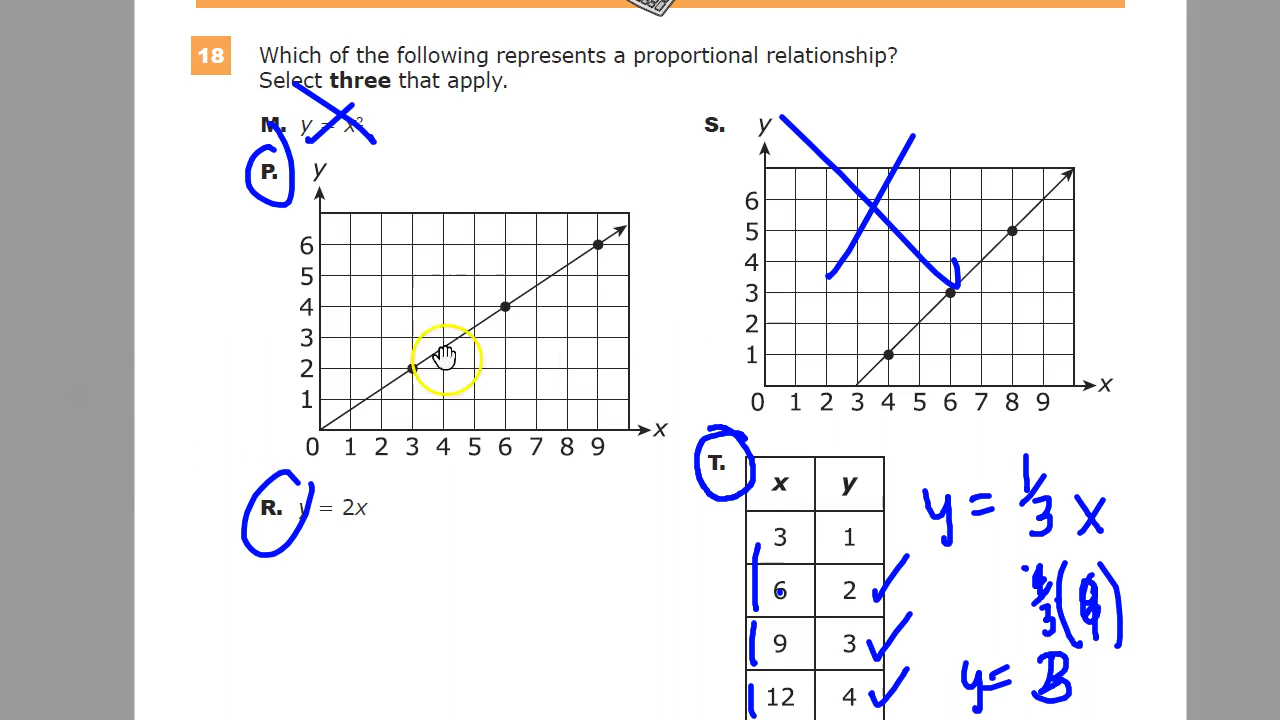 18 Which of the following represents a proportional relationship?
Select three that apply.
M. y = x²
P.
y
6
5
4
3
2
1
0 1 2 3 4 5 6 7 8 9 x
R. y = 2x
S.
y
6
5
4
3
2
1
0 1 2 3 4 5 6 7 8 9 x
T.
x y
3 1
6 2
9 3
12 4
y = 1/3 x
y =